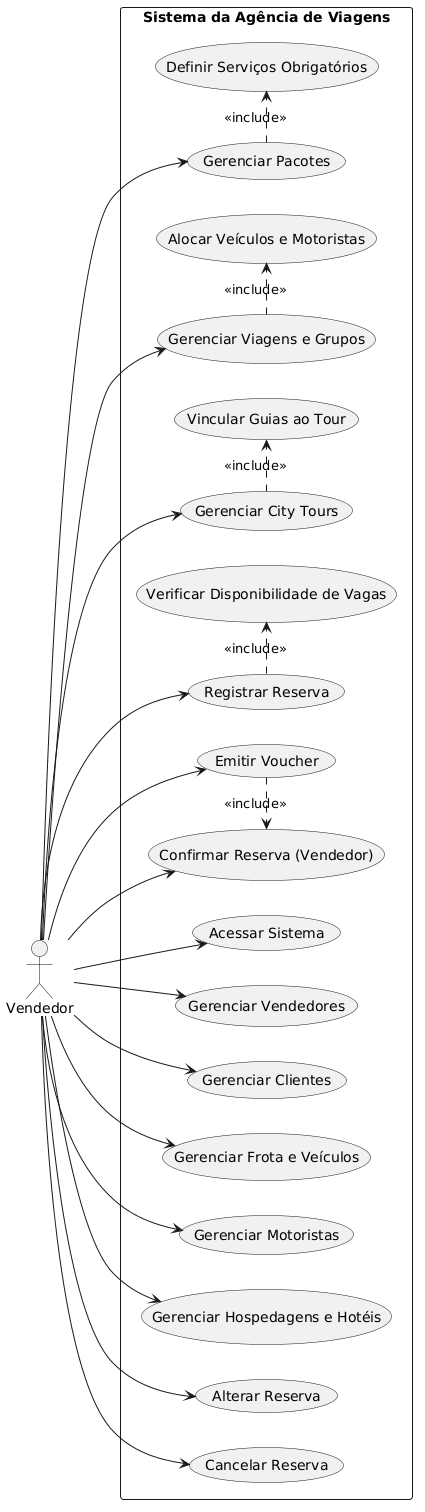 Sistema da Agência de Viagens
Definir Serviços Obrigatórios
«include»
Gerenciar Pacotes
Alocar Veículos e Motoristas
«include»
Gerenciar Viagens e Grupos
Vincular Guias ao Tour
«include»
Gerenciar City Tours
Verificar Disponibilidade de Vagas
«include»
Registrar Reserva
Emitir Voucher
«include»
Confirmar Reserva (Vendedor)
Acessar Sistema
Vendedor
Gerenciar Vendedores
Gerenciar Clientes
Gerenciar Frota e Veículos
Gerenciar Motoristas
Gerenciar Hospedagens e Hotéis
Alterar Reserva
Cancelar Reserva